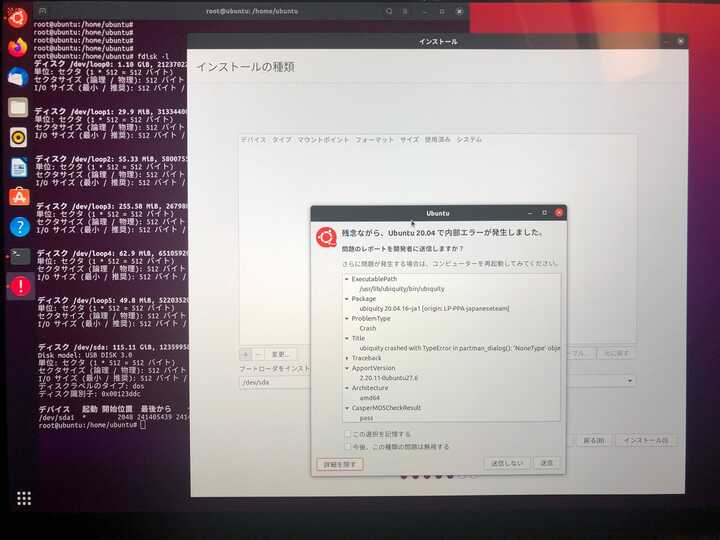 root@ubuntu: /home/ubuntu
root@ubuntu:/home/ubuntu#
root@ubuntu:/home/ubuntu#
root@ubuntu:/home/ubuntu#
root@ubuntu:/home/ubuntu# fdisk -l
ディスク /dev/loop0: 1.10 GiB,
単位: セクタ (1 * 512 = 512 バイト)
セクタサイズ (論理 / 物理): 512 バイト
I/O サイズ (最小 / 推奨): 512 バイト
ディスク /dev/loop1: 29.9 MiB,
単位: セクタ (1 * 512 = 512 バイト)
セクタサイズ (論理 / 物理): 512 バイト
I/O サイズ (最小 / 推奨): 512 バイト
ディスク /dev/loop2: 55.33 MiB,
単位: セクタ (1 * 512 = 512 バイト)
セクタサイズ (論理 / 物理): 512 バイト
I/O サイズ (最小 / 推奨): 512 バイト
ディスク /dev/loop3: 255.58 MiB,
単位: セクタ (1 * 512 = 512 バイト)
セクタサイズ (論理 / 物理): 512 バイト
I/O サイズ (最小 / 推奨): 512 バイト
ディスク /dev/loop4: 62.9 MiB,
単位: セクタ (1 * 512 = 512 バイト)
セクタサイズ (論理 / 物理): 512 バイト
I/O サイズ (最小 / 推奨): 512 バイト
ディスク /dev/loop5: 49.8 MiB,
単位: セクタ (1 * 512 = 512 バイト)
セクタサイズ (論理 / 物理): 512 バイト
I/O サイズ (最小 / 推奨): 512 バイト
ディスク /dev/sda: 115.11 GiB,
Disk model: USB DISK 3.0
単位: セクタ (1 * 512 = 512 バイト)
セクタサイズ (論理 / 物理): 512 バイト
I/O サイズ (最小 / 推奨): 512 バイト
ディスクラベルのタイプ: dos
ディスク識別子: 0x00123ddc
デバイス 起動 開始位置 最後から
/dev/sda1 * 2048 241405439
root@ubuntu:/home/ubuntu#
インストール
インストールの種類
デバイス タイプ マウントポイント フォーマット サイズ 使用済み システム
+ − 変更...
元に戻す
ブートローダをインスト
/dev/sda
戻る(B) インストール(I)
Ubuntu
残念ながら、Ubuntu 20.04 で内部エラーが発生しました。
問題のレポートを開発者に送信しますか？
さらに問題が発生する場合は、コンピューターを再起動してみてください。
ExecutablePath
/usr/lib/ubiquity/bin/ubiquity
Package
ubiquity 20.04.16~ja1 [origin: LP-PPA-japaneseteam]
ProblemType
Crash
Title
ubiquity crashed with TypeError in partman_dialog(): 'NoneType' obje
Traceback
ApportVersion
2.20.11-0ubuntu27.6
Architecture
amd64
CasperMD5CheckResult
pass
この選択を記憶する
今後、この種類の問題は無視する
詳細を隠す 送信しない 送信